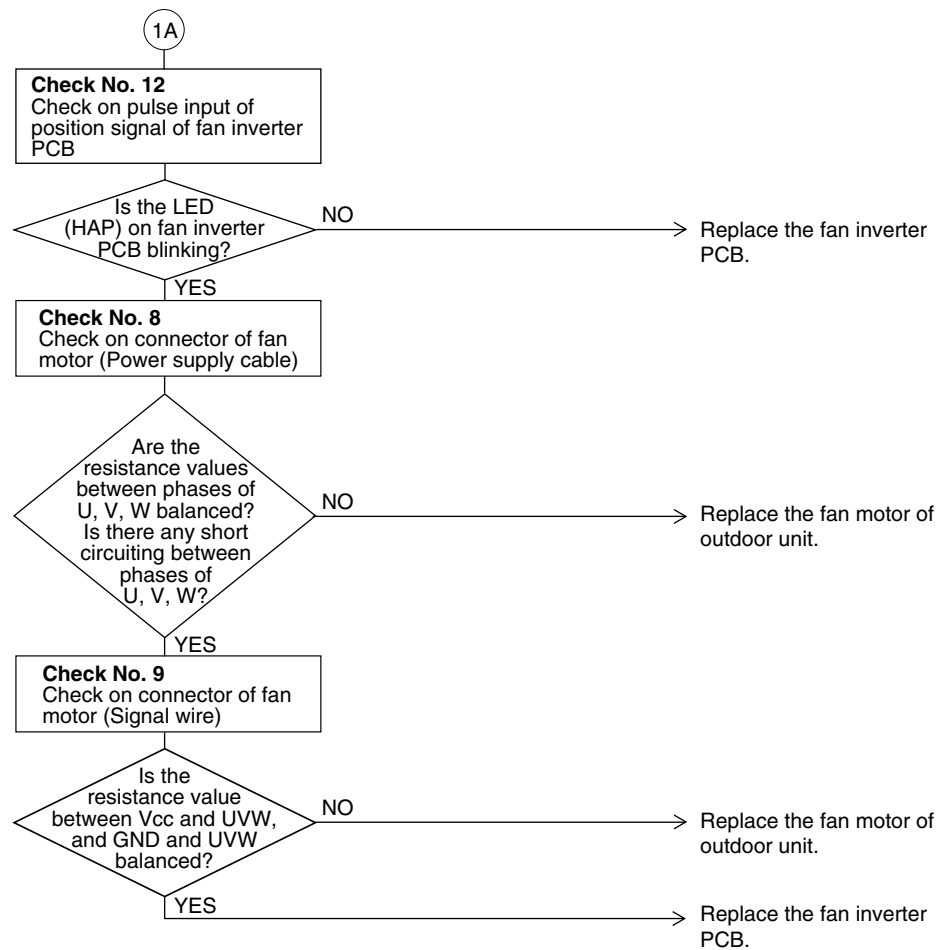 1A
Check No. 12
Check on pulse input of
position signal of fan inverter
PCB
Is the LED
(HAP) on fan inverter
PCB blinking?
NO
Replace the fan inverter
PCB.
YES
Check No. 8
Check on connector of fan
motor (Power supply cable)
Are the
resistance values
between phases of
U, V, W balanced?
Is there any short
circuiting between
phases of
U, V, W?
NO
Replace the fan motor of
outdoor unit.
YES
Check No. 9
Check on connector of fan
motor (Signal wire)
Is the
resistance value
between Vcc and UVW,
and GND and UVW
balanced?
NO
Replace the fan motor of
outdoor unit.
YES
Replace the fan inverter
PCB.